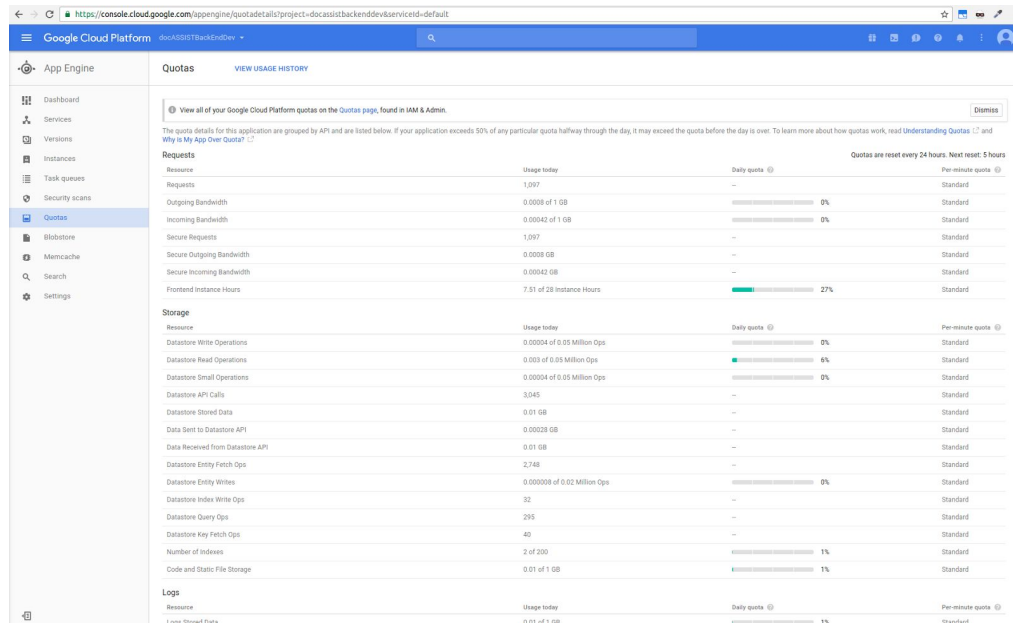 https://console.cloud.google.com/appengine/quotadetails?project=docassistbackenddev&serviceId=default
Google Cloud Platform docASSISTBackEndDev
App Engine
Quotas VIEW USAGE HISTORY
Dashboard
Services
Versions
Instances
Task queues
Security scans
Quotas
Blobstore
Memcache
Search
Settings
View all of your Google Cloud Platform quotas on the Quotas page, found in IAM & Admin. Dismiss
The quota details for this application are grouped by API and are listed below. If your application exceeds 50% of any particular quota halfway through the day, it may exceed the quota before the day is over. To learn more about how quotas work, read Understanding Quotas and
Why is My App Over Quota?
Requests Quotas are reset every 24 hours. Next reset: 5 hours
Resource Usage today Daily quota Per-minute quota
Requests 1,097 -- Standard
Outgoing Bandwidth 0.0008 of 1 GB 0% Standard
Incoming Bandwidth 0.00042 of 1 GB 0% Standard
Secure Requests 1,097 -- Standard
Secure Outgoing Bandwidth 0.0008 GB -- Standard
Secure Incoming Bandwidth 0.00042 GB -- Standard
Frontend Instance Hours 7.51 of 28 Instance Hours 27% Standard
Storage
Resource Usage today Daily quota Per-minute quota
Datastore Write Operations 0.00004 of 0.05 Million Ops 0% Standard
Datastore Read Operations 0.003 of 0.05 Million Ops 6% Standard
Datastore Small Operations 0.00004 of 0.05 Million Ops 0% Standard
Datastore API Calls 3,045 -- Standard
Datastore Stored Data 0.01 GB -- Standard
Data Sent to Datastore API 0.00028 GB -- Standard
Data Received from Datastore API 0.01 GB -- Standard
Datastore Entity Fetch Ops 2,748 -- Standard
Datastore Entity Writes 0.000008 of 0.02 Million Ops 0% Standard
Datastore Index Write Ops 32 -- Standard
Datastore Query Ops 295 -- Standard
Datastore Key Fetch Ops 40 -- Standard
Number of Indexes 2 of 200 1% Standard
Code and Static File Storage 0.01 of 1 GB 1% Standard
Logs
Resource Usage today Daily quota Per-minute quota
Logs Stored Data 0.01 of 1 GB 1% Standard